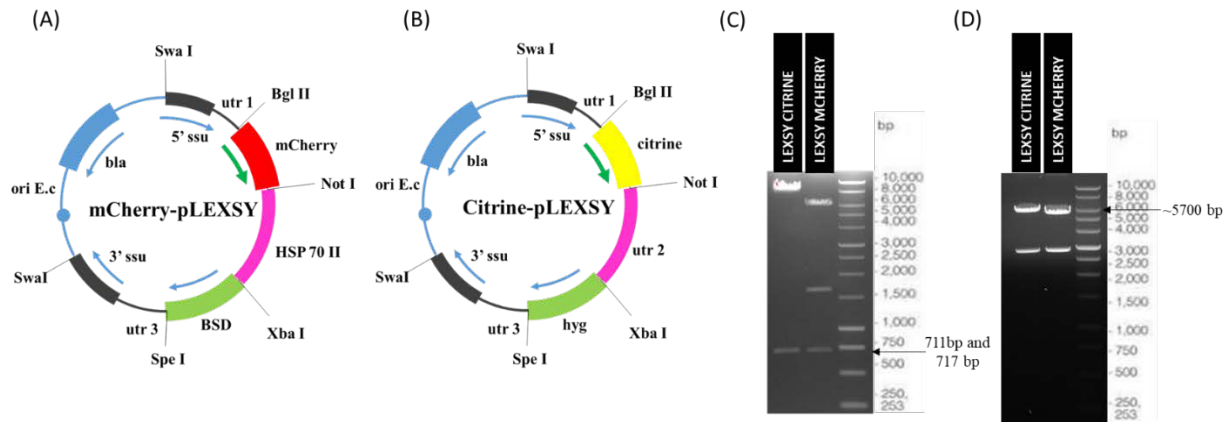 (A)
Swa I
utr 1
Bgl II
5’ ssu
mCherry
bla
Not I
ori E.c
mCherry-pLEXSY
HSP 70 II
3’ ssu
SwaI
BSD
utr 3
Xba I
Spe I
(B)
Swa I
utr 1
Bgl II
5’ ssu
citrine
bla
Not I
ori E.c
Citrine-pLEXSY
utr 2
3’ ssu
SwaI
hyg
utr 3
Xba I
Spe I
(C)
LEXSY CITRINE
LEXSY MCHERRY
bp
10,000
8,000
6,000
5,000
4,000
3,000
2,500
2,000
1,500
1,000
750
500
250,
253
711bp and
717 bp
(D)
LEXSY CITRINE
LEXSY MCHERRY
bp
10,000
8,000
6,000
5,000
4,000
3,000
2,500
2,000
1,500
1,000
750
500
250,
253
~5700 bp